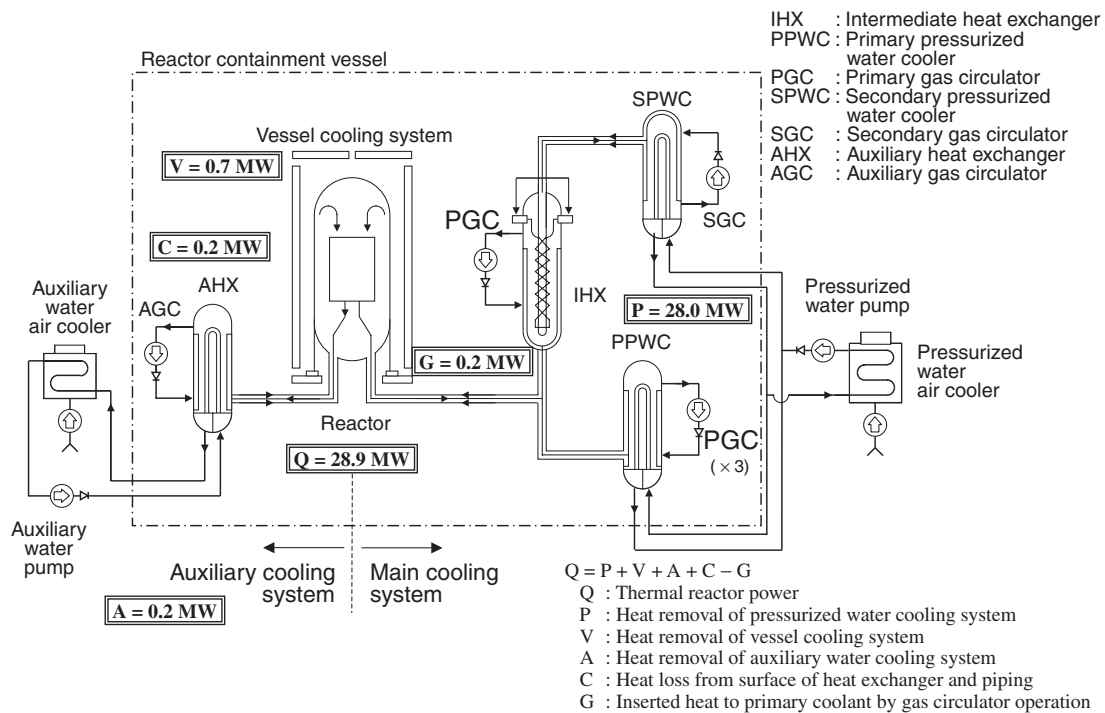 IHX : Intermediate heat exchanger
PPWC : Primary pressurized
water cooler
PGC : Primary gas circulator
SPWC : Secondary pressurized
water cooler
SGC : Secondary gas circulator
AHX : Auxiliary heat exchanger
AGC : Auxiliary gas circulator
Reactor containment vessel
SPWC
Vessel cooling system
V = 0.7 MW
PGC
SGC
C = 0.2 MW
Auxiliary
water
air cooler
AHX
AGC
IHX
Pressurized
water pump
P = 28.0 MW
PPWC
G = 0.2 MW
Pressurized
water
air cooler
Reactor
PGC
( × 3)
Q = 28.9 MW
Auxiliary
water
pump
Auxiliary cooling
system
Main cooling
system
A = 0.2 MW
Q = P + V + A + C – G
Q : Thermal reactor power
P : Heat removal of pressurized water cooling system
V : Heat removal of vessel cooling system
A : Heat removal of auxiliary water cooling system
C : Heat loss from surface of heat exchanger and piping
G : Inserted heat to primary coolant by gas circulator operation